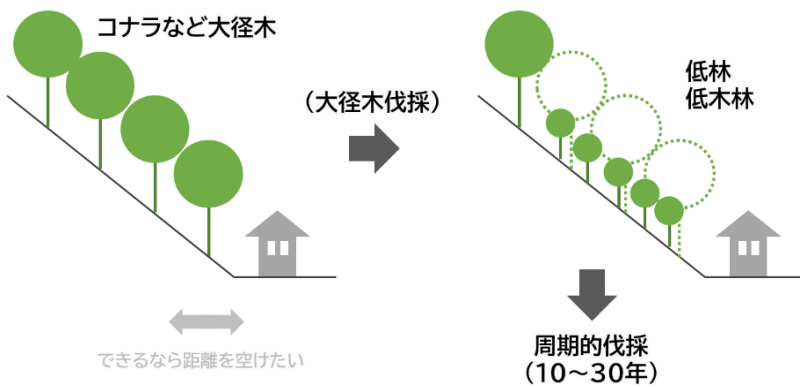 コナラなど大径木
（大径木伐採）
低林
低木林
できるなら距離を空けたい
周期的伐採
（10～30年）